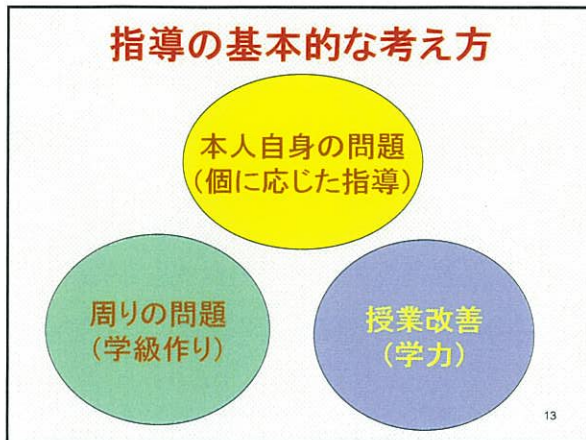 指導の基本的な考え方
本人自身の問題
(個に応じた指導)
周りの問題
(学級作り)
授業改善
(学力)
13